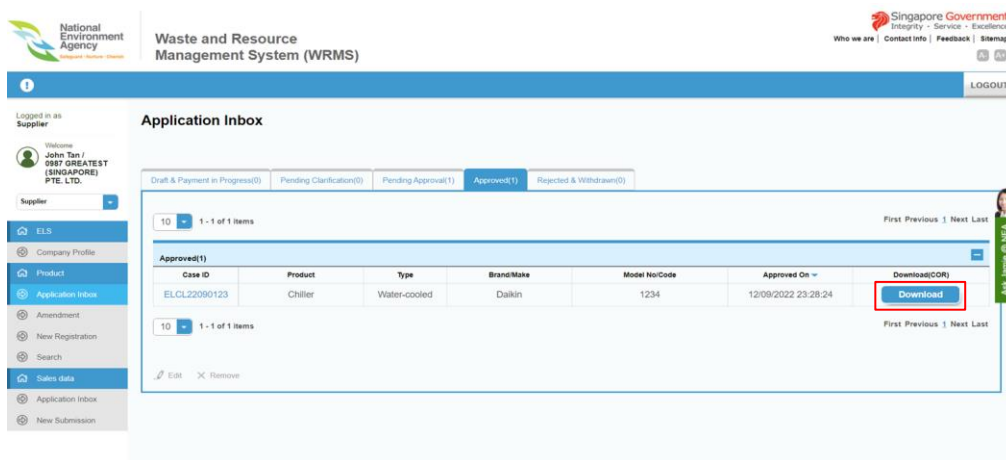 National
Environment
Agency
Safeguard · Nurture · Cherish
Waste and Resource
Management System (WRMS)
Singapore Government
Integrity · Service · Excellence
Who we are | Contact Info | Feedback | Sitemap
A- A+
LOGOUT
Logged in as
Supplier
Welcome
John Tan /
0987 GREATEST
(SINGAPORE)
PTE. LTD.
Supplier
ELS
Company Profile
Product
Application Inbox
Amendment
New Registration
Search
Sales data
Application Inbox
New Submission
Application Inbox
Draft & Payment in Progress(0) Pending Clarification(0) Pending Approval(1) Approved(1) Rejected & Withdrawn(0)
10 1 - 1 of 1 items First Previous 1 Next Last
Approved(1)
Case ID Product Type Brand/Make Model No/Code Approved On Download(COR)
ELCL22090123 Chiller Water-cooled Daikin 1234 12/09/2022 23:28:24 Download
10 1 - 1 of 1 items First Previous 1 Next Last
Edit Remove
@ NEA